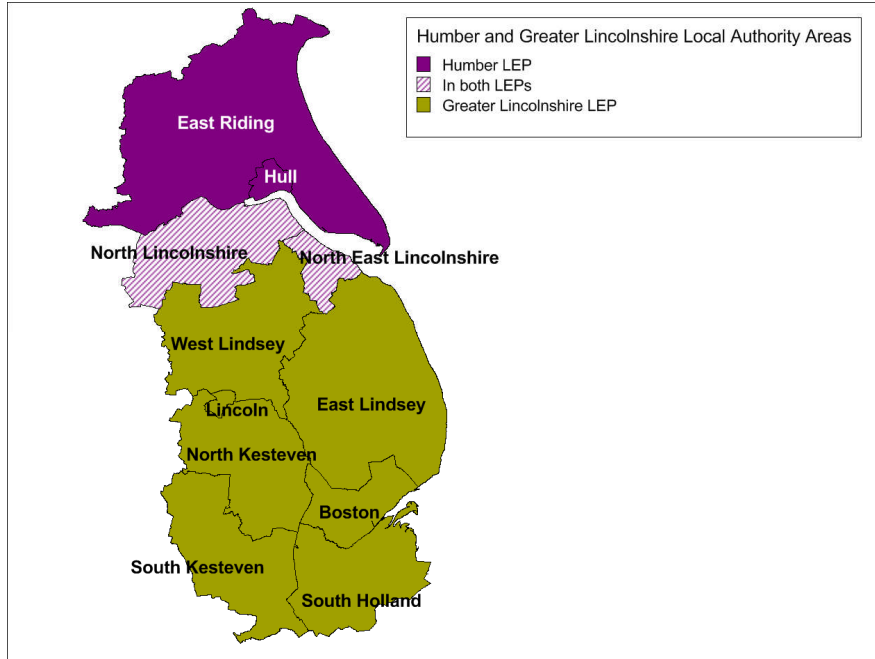 Humber and Greater Lincolnshire Local Authority Areas
Humber LEP
In both LEPs
Greater Lincolnshire LEP
East Riding
Hull
North Lincolnshire
North East Lincolnshire
West Lindsey
East Lindsey
Lincoln
North Kesteven
Boston
South Kesteven
South Holland